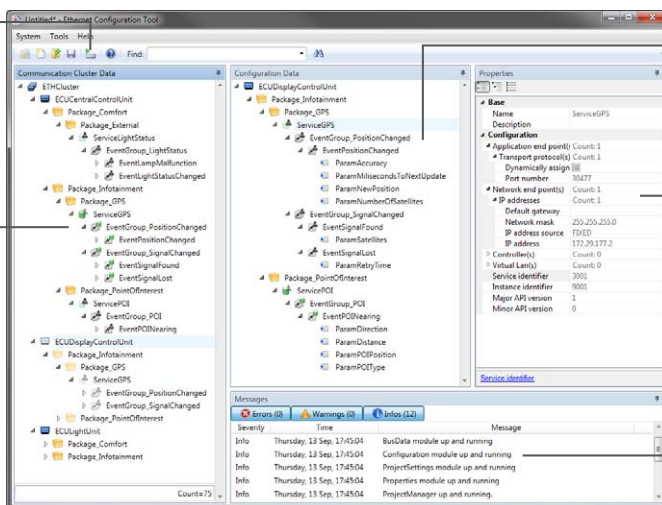 Untitled* - Ethernet Configuration Tool
System Tools Help
Find:
Communication Cluster Data
ETHCluster
ECUCentralControlUnit
Package_Comfort
Package_External
ServiceLightStatus
EventGroup_LightStatus
EventLampMalfunction
EventLightStatusChanged
Package_Infotainment
Package_GPS
ServiceGPS
EventGroup_PositionChanged
EventPositionChanged
EventGroup_SignalChanged
EventSignalFound
EventSignalLost
Package_PointOfInterest
ServicePOI
EventGroup_POI
EventPOINearing
ECUDisplayControlUnit
Package_Infotainment
Package_GPS
ServiceGPS
EventGroup_PositionChanged
EventGroup_SignalChanged
Package_PointOfInterest
ECULightUnit
Package_Comfort
Package_Infotainment
Count=75
Configuration Data
ECUDisplayControlUnit
Package_Infotainment
Package_GPS
ServiceGPS
EventGroup_PositionChanged
EventPositionChanged
ParamAccuracy
ParamMilisecondsToNextUpdate
ParamNewPosition
ParamNumberOfSatellites
EventGroup_SignalChanged
EventSignalFound
ParamSatellites
EventSignalLost
ParamRetryTime
Package_PointOfInterest
ServicePOI
EventGroup_POI
EventPOINearing
ParamDirection
ParamDistance
ParamPOIPosition
ParamPOIType
Properties
Base
Name ServiceGPS
Description
Configuration
Application end point(s) Count: 1
Transport protocol(s) Count: 1
Dynamically assign
Port number 30477
Network end point(s) Count: 1
IP addresses Count: 1
Default gateway
Network mask 255.255.255.0
IP address source FIXED
IP address 172.29.177.2
Controller(s) Count: 0
Virtual Lan(s) Count: 0
Service identifier 3001
Instance identifier 9001
Major API version 1
Minor API version 0
Service identifier
Messages
Errors (0) Warnings (0) Infos (12)
Severity Time Message
Info Thursday, 13 Sep, 17:45:04 BusData module up and running
Info Thursday, 13 Sep, 17:45:04 Configuration module up and running
Info Thursday, 13 Sep, 17:45:04 ProjectSettings module up and running
Info Thursday, 13 Sep, 17:45:04 Properties module up and running
Info Thursday, 13 Sep, 17:45:04 ProjectManager up and running.